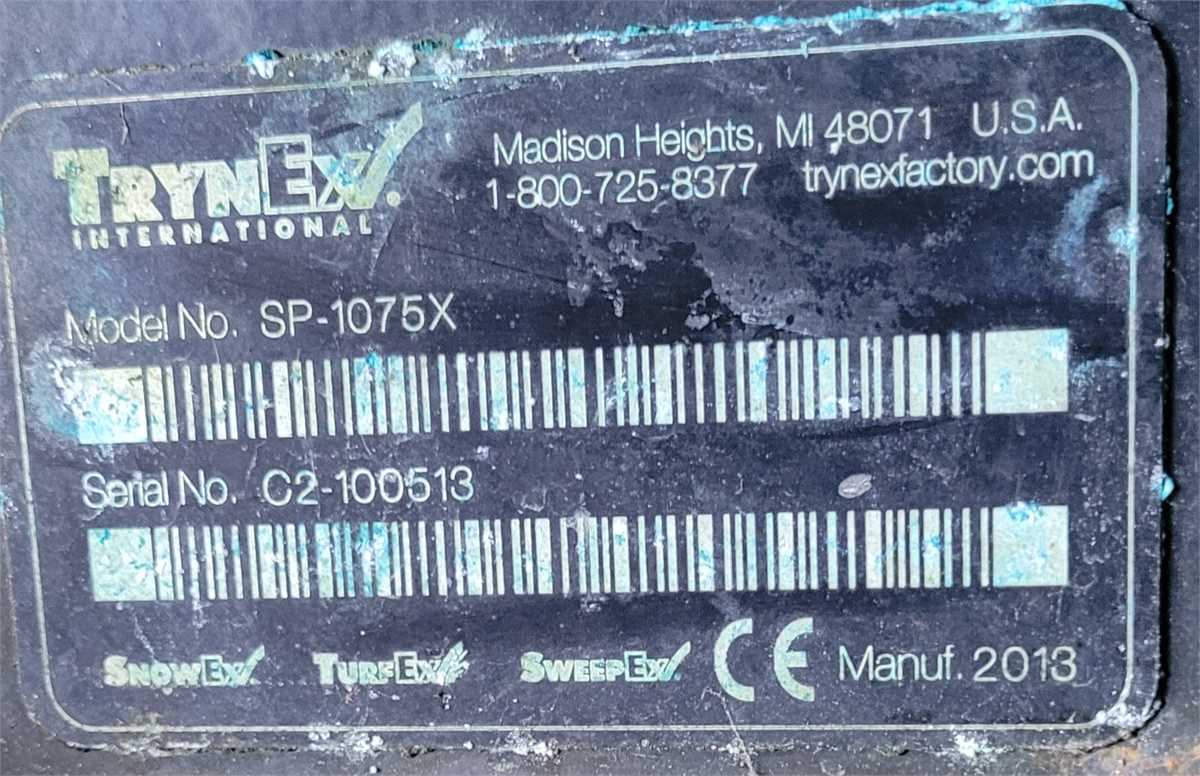 TRYNEX
INTERNATIONAL
Madison Heights, MI 48071 U.S.A.
1-800-725-8377 trynexfactory.com
Model No. SP-1075X
Serial No. C2-100513
SNOWEX TURFEX SWEEPEX CE Manuf. 2013